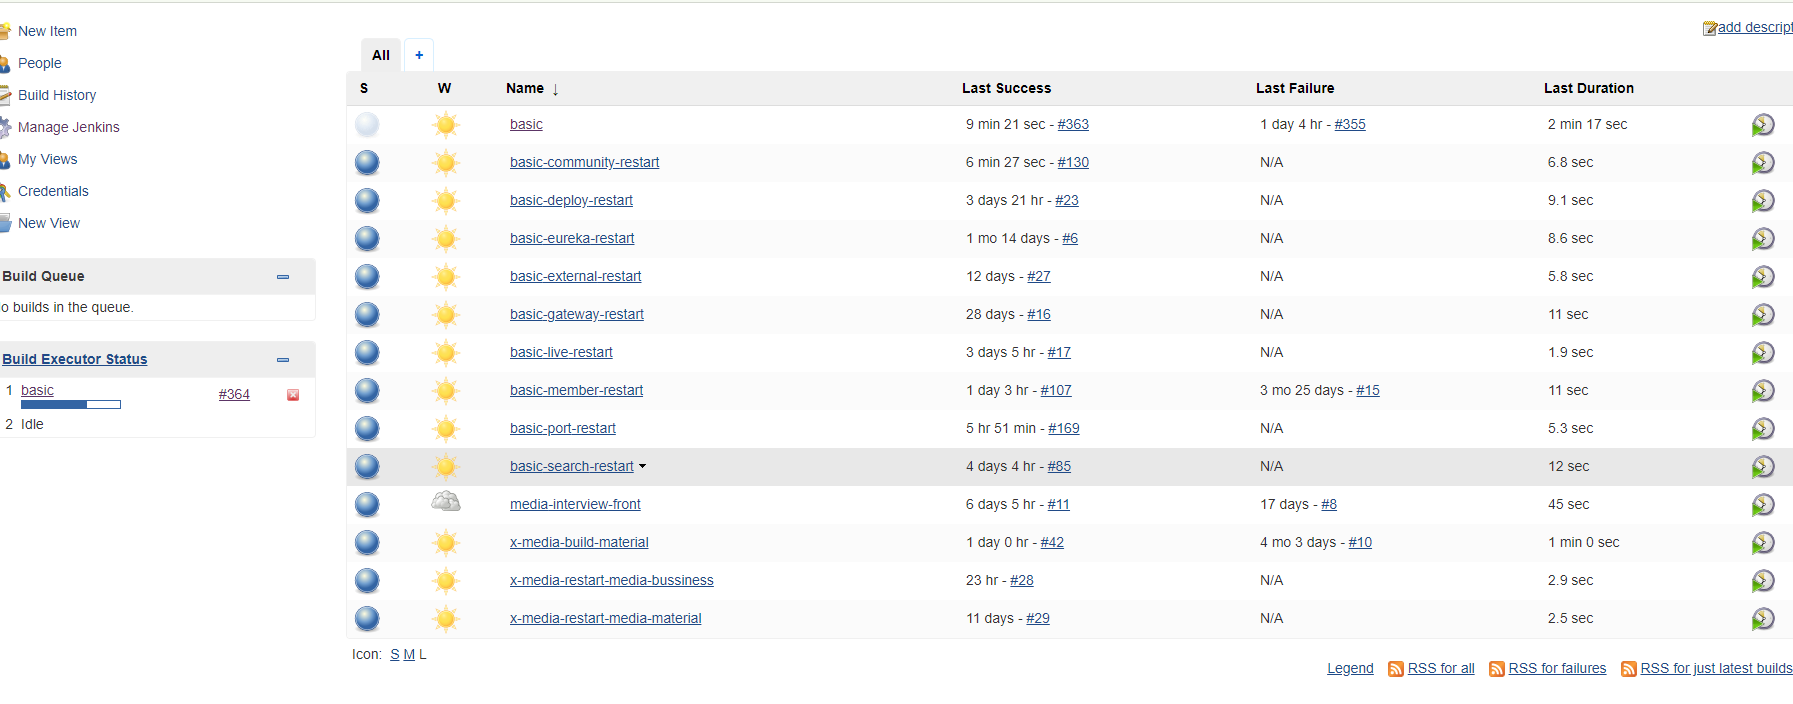 New Item
People
Build History
Manage Jenkins
My Views
Credentials
New View
Build Queue
o builds in the queue.
Build Executor Status
1 basic #364
2 Idle
add descript
All +
S W Name ↓ Last Success Last Failure Last Duration
basic 9 min 21 sec - #363 1 day 4 hr - #355 2 min 17 sec
basic-community-restart 6 min 27 sec - #130 N/A 6.8 sec
basic-deploy-restart 3 days 21 hr - #23 N/A 9.1 sec
basic-eureka-restart 1 mo 14 days - #6 N/A 8.6 sec
basic-external-restart 12 days - #27 N/A 5.8 sec
basic-gateway-restart 28 days - #16 N/A 11 sec
basic-live-restart 3 days 5 hr - #17 N/A 1.9 sec
basic-member-restart 1 day 3 hr - #107 3 mo 25 days - #15 11 sec
basic-port-restart 5 hr 51 min - #169 N/A 5.3 sec
basic-search-restart 4 days 4 hr - #85 N/A 12 sec
media-interview-front 6 days 5 hr - #11 17 days - #8 45 sec
x-media-build-material 1 day 0 hr - #42 4 mo 3 days - #10 1 min 0 sec
x-media-restart-media-bussiness 23 hr - #28 N/A 2.9 sec
x-media-restart-media-material 11 days - #29 N/A 2.5 sec
Icon: S M L
Legend RSS for all RSS for failures RSS for just latest builds